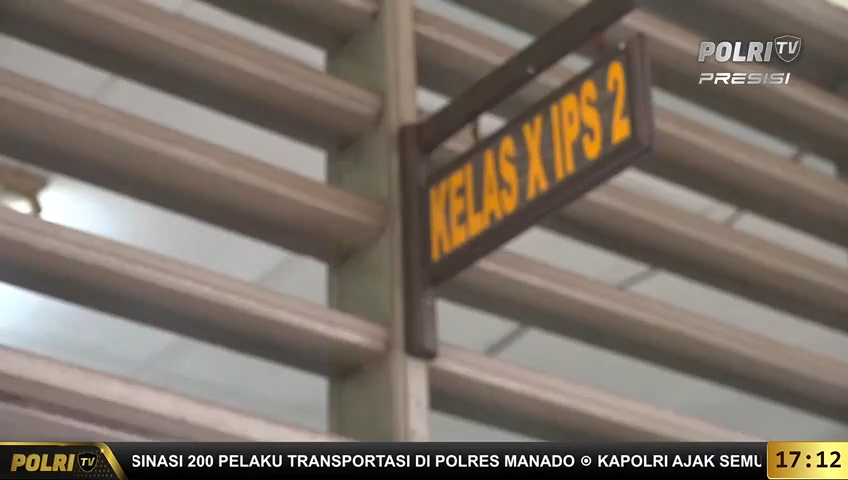 POLRI TV
PRESISI
KELAS X IPS 2
POLRI TV
SINASI 200 PELAKU TRANSPORTASI DI POLRES MANADO ⦿ KAPOLRI AJAK SEMU
17:12